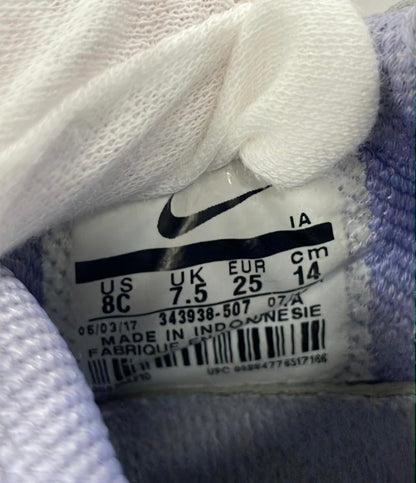 IA
US UK EUR cm
8C 7.5 25 14
05/03/17 343938-507 07/A
MADE IN INDONESIE
FABRIQUE EN
UPC